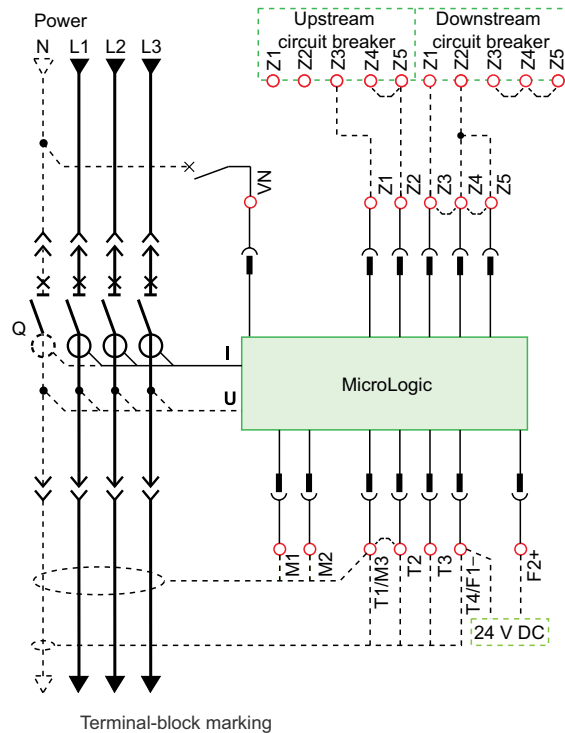 Power
N L1 L2 L3
Upstream
circuit breaker
Downstream
circuit breaker
Z1 Z2 Z3 Z4 Z5 Z1 Z2 Z3 Z4 Z5
VN
Z1 Z2 Z3 Z4 Z5
Q
I
U
MicroLogic
M1 M2 T1/M3 T2 T3 T4/F1– F2+
24 V DC
Terminal-block marking